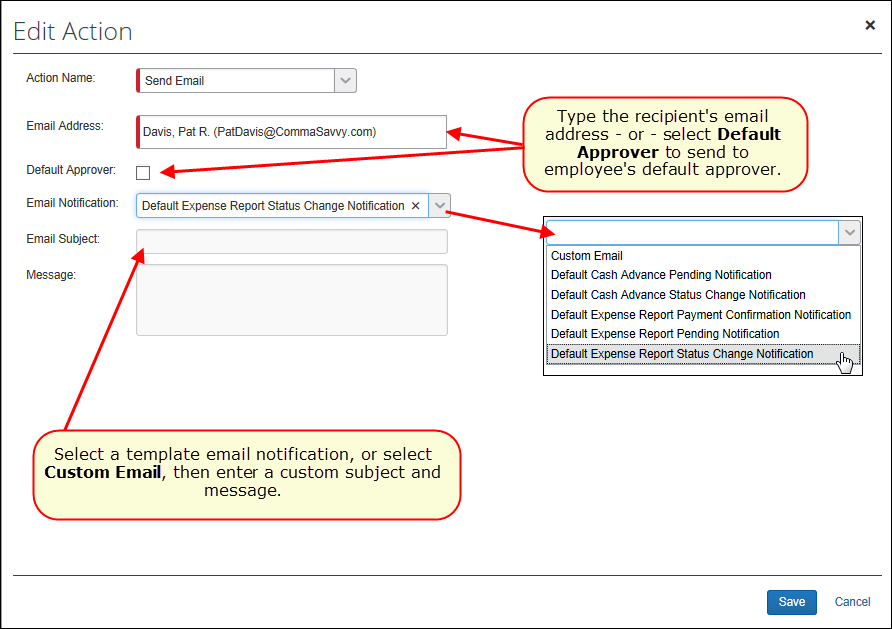 Edit Action
×
Action Name:
Send Email
Email Address:
Davis, Pat R. (PatDavis@CommaSavvy.com)
Type the recipient's email
address - or - select Default
Approver to send to
employee's default approver.
Default Approver:
Email Notification:
Default Expense Report Status Change Notification ×
Email Subject:
Message:
Custom Email
Default Cash Advance Pending Notification
Default Cash Advance Status Change Notification
Default Expense Report Payment Confirmation Notification
Default Expense Report Pending Notification
Default Expense Report Status Change Notification
Select a template email notification, or select
Custom Email, then enter a custom subject and
message.
Save
Cancel